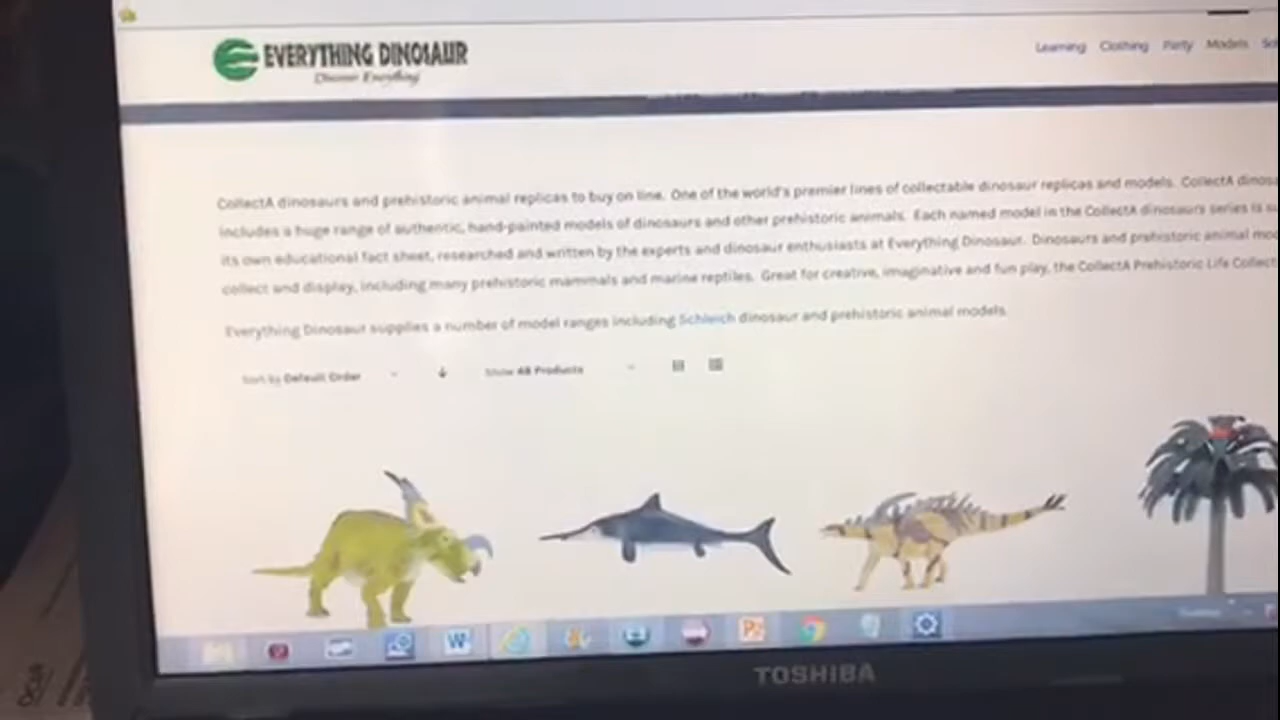 EVERYTHING DINOSAUR
Discover Everything
Learning Clothing Party Models
CollectA dinosaurs and prehistoric animal replicas to buy on line. One of the world's premier lines of collectable dinosaur replicas and models. CollectA dinosa
includes a huge range of authentic, hand-painted models of dinosaurs and other prehistoric animals. Each named model in the CollectA dinosaurs series is su
its own educational fact sheet, researched and written by the experts and dinosaur enthusiasts at Everything Dinosaur. Dinosaurs and prehistoric animal mod
collect and display, including many prehistoric mammals and marine reptiles. Great for creative, imaginative and fun play, the CollectA Prehistoric Life Collect
Everything Dinosaur supplies a number of model ranges including Schleich dinosaur and prehistoric animal models.
Sort by Default Order Show 48 Products
TOSHIBA